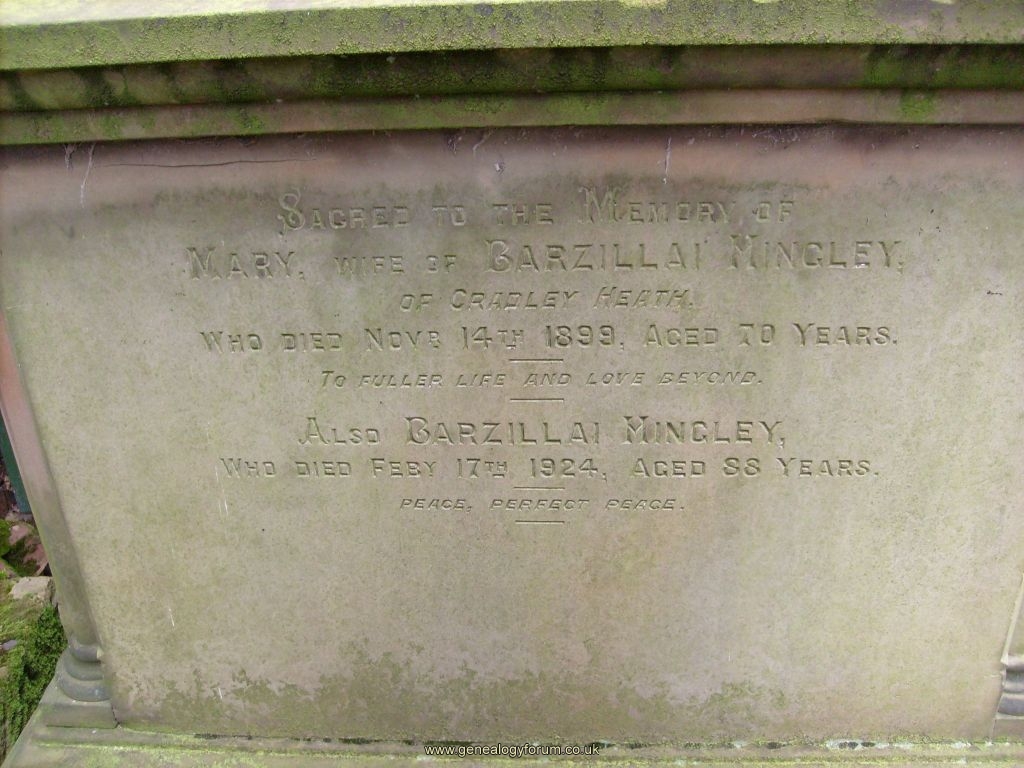 Sacred to the Memory of
Mary, wife of Barzillai Hingley,
of Cradley Heath.
Who died Novr 14th 1899, Aged 70 Years.
To fuller life and love beyond.
Also Barzillai Hingley,
Who died Feby 17th 1924, Aged 88 Years.
Peace, perfect peace.
www.genealogyforum.co.uk